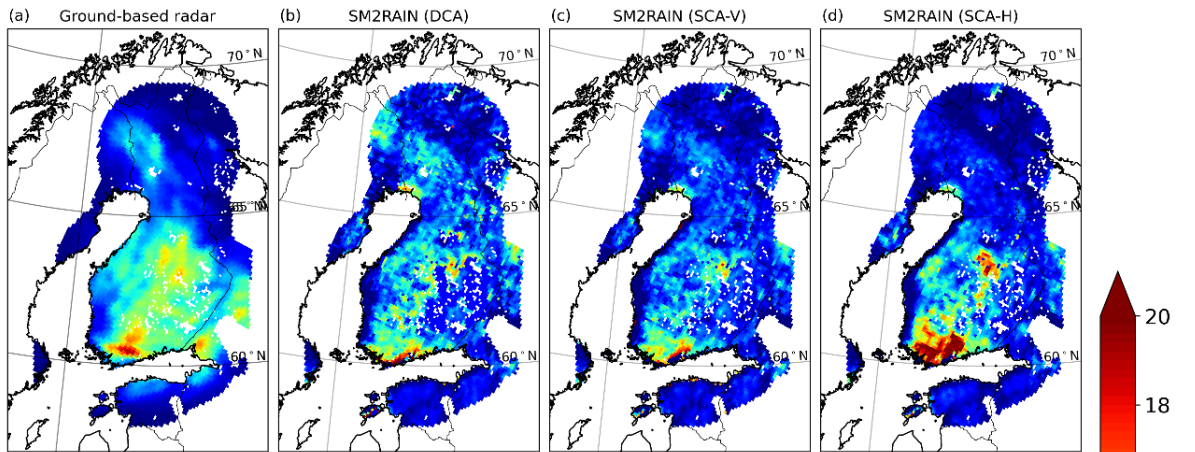 (a) Ground-based radar
(b) SM2RAIN (DCA)
(c) SM2RAIN (SCA-V)
(d) SM2RAIN (SCA-H)
70°N
70°N
70°N
70°N
65°N
65°N
65°N
65°N
60°N
60°N
60°N
60°N
20
18